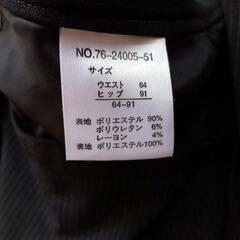 NO.76-24005-51
サイズ
ウエスト 64
ヒップ 91
64-91
表地 ポリエステル 90%
ポリウレタン 6%
レーヨン 4%
表地 ポリエステル100%